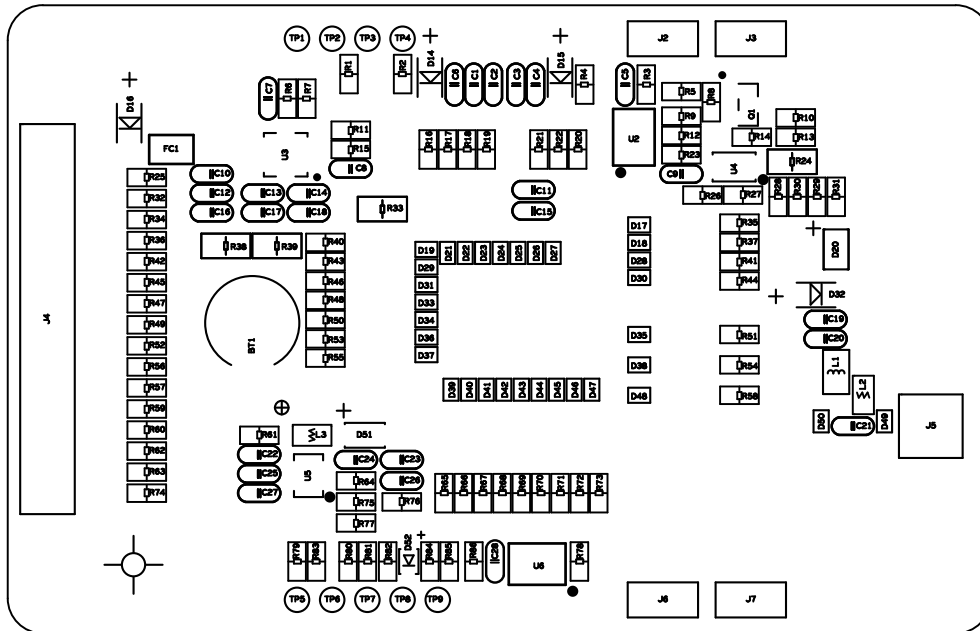 TP1 TP2 TP3 TP4
J2 J3
D14 D15
R1 R2 C6 C1 C2 C3 C4 R4 C5 R3
C7 R6 R7 R5 R8
D16
Q1
R9 R10
R11 R16 R17 R18 R19 R21 R22 R20 U2 R12 R14 R13
FC1 U3 R15 R23
C8 C9 U4 R24
R25 C10
R32 C12 C13 C14 C11 R26 R27 R28 R30 R29 R31
R34 C16 C17 C18 R33 C15
D17 R35
R36 R38 R39 R40 D19 D21 D22 D23 D24 D25 D26 D27 D18 R37 D20
R42 R43 D29 D28 R41
R45 R46 D31 D30 R44
D32
R47 R48 D33
J4
R49 R50 D34 C19
BT1
R52 R53 D36 D35 R51 C20
R56 R55 D37 D38 R54 L1
R57 D39 D40 D41 D42 D43 D44 D45 D46 D47 D48 R58 L2
R59
R60 R61 L3 D51 D50 C21 D49 J5
R62 C22 C24 C23
R63 C25 U5 R64 C26
R74 C27 R65 R66 R67 R68 R69 R70 R71 R72 R73
R75 R76
R77
D52
R79 R83 R80 R81 R82 R84 R85 R86 C28 U6 R78
TP5 TP6 TP7 TP8 TP9
J6 J7